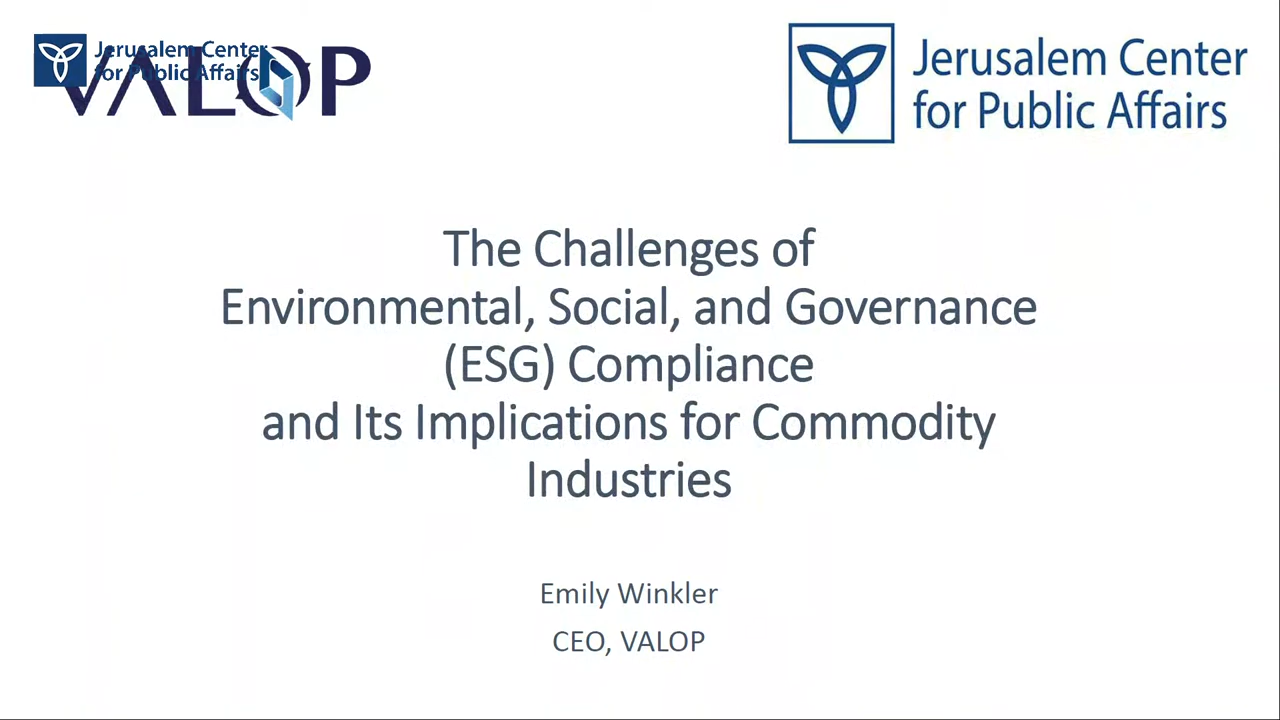 Jerusalem Center
for Public Affairs
VALOP
Jerusalem Center
for Public Affairs
The Challenges of
Environmental, Social, and Governance
(ESG) Compliance
and Its Implications for Commodity
Industries
Emily Winkler
CEO, VALOP